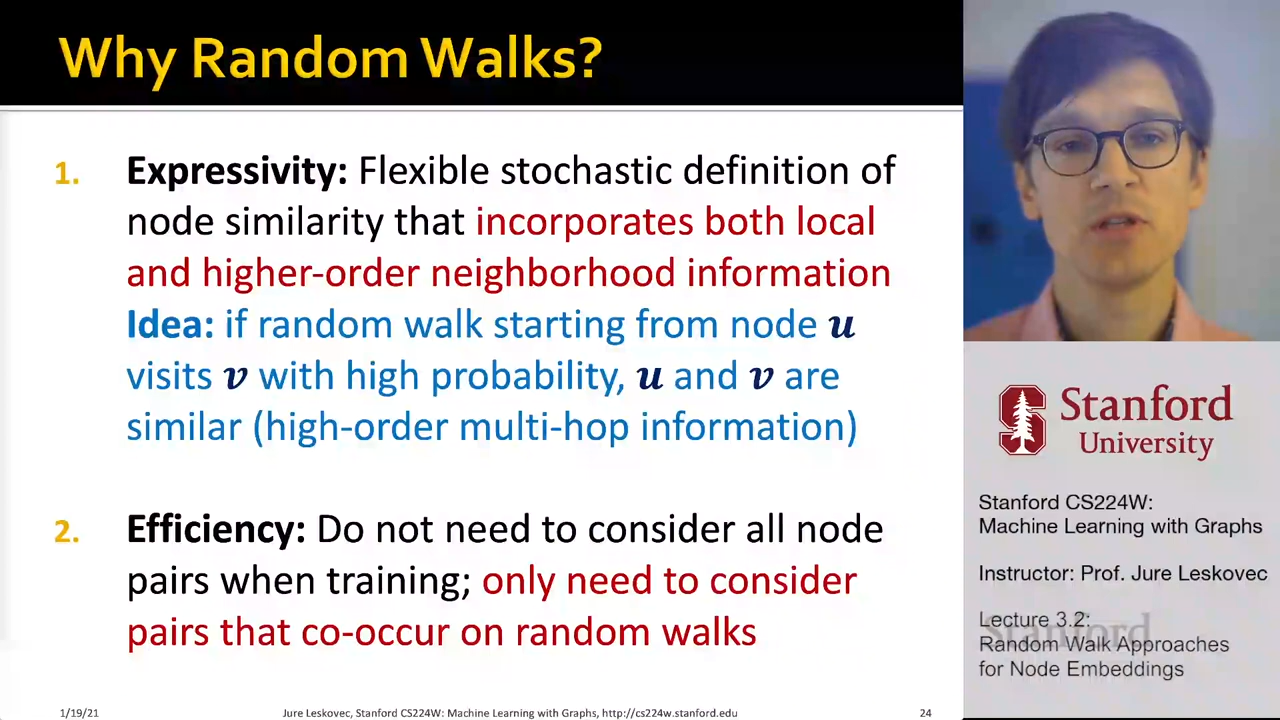 Why Random Walks?
1. Expressivity: Flexible stochastic definition of
node similarity that incorporates both local
and higher-order neighborhood information
Idea: if random walk starting from node u
visits v with high probability, u and v are
similar (high-order multi-hop information)
2. Efficiency: Do not need to consider all node
pairs when training; only need to consider
pairs that co-occur on random walks
1/19/21
Jure Leskovec, Stanford CS224W: Machine Learning with Graphs, http://cs224w.stanford.edu
24
Stanford
University
Stanford CS224W:
Machine Learning with Graphs
Instructor: Prof. Jure Leskovec
Lecture 3.2:
Stanford
Random Walk Approaches
for Node Embeddings